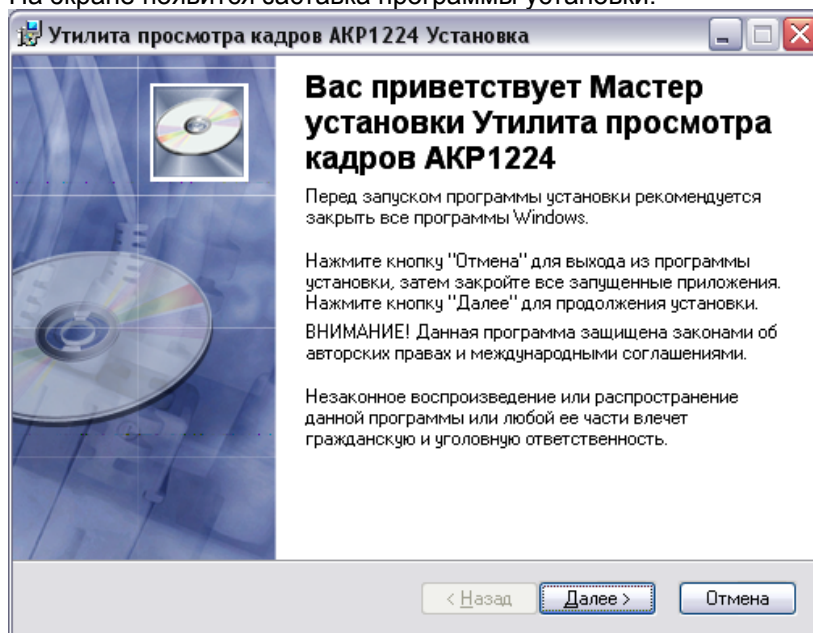 На экране появится заставка программы установки.
Утилита просмотра кадров АКР1224 Установка
Вас приветствует Мастер
установки Утилита просмотра
кадров АКР1224
Перед запуском программы установки рекомендуется
закрыть все программы Windows.
Нажмите кнопку "Отмена" для выхода из программы
установки, затем закройте все запущенные приложения.
Нажмите кнопку "Далее" для продолжения установки.
ВНИМАНИЕ! Данная программа защищена законами об
авторских правах и международными соглашениями.
Незаконное воспроизведение или распространение
данной программы или любой ее части влечет
гражданскую и уголовную ответственность.
< Назад Далее > Отмена